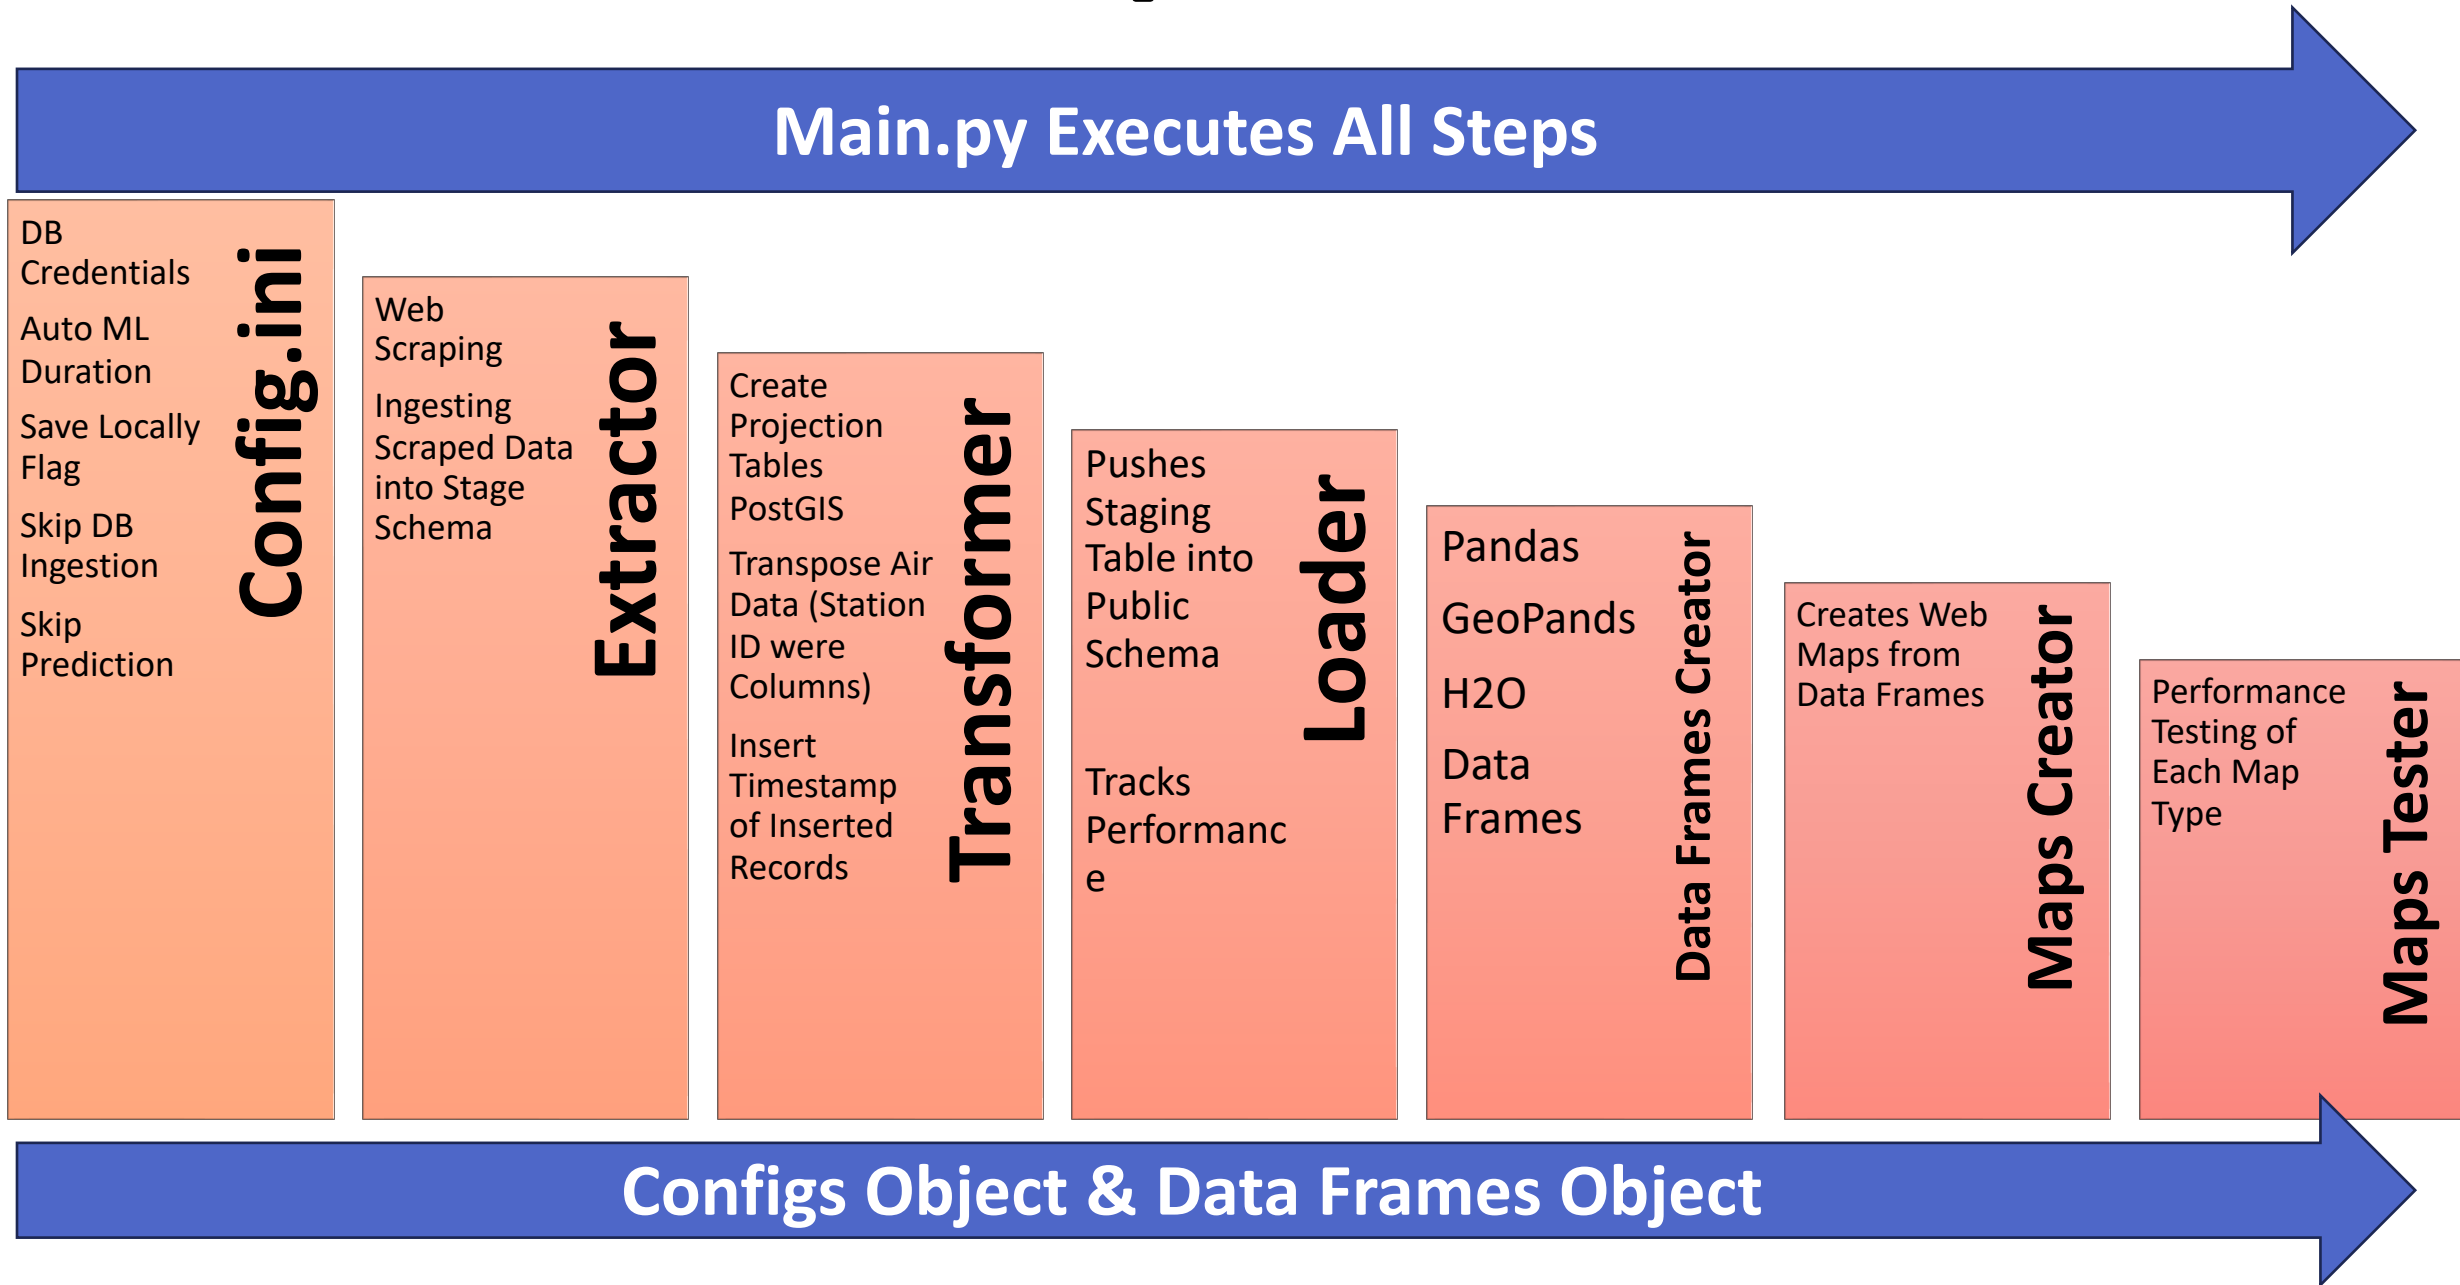 Main.py Executes All Steps
DB
Credentials
Auto ML
Duration
Save Locally
Flag
Skip DB
Ingestion
Skip
Prediction
Config.ini
Web
Scraping
Ingesting
Scraped Data
into Stage
Schema
Extractor
Create
Projection
Tables
PostGIS
Transpose Air
Data (Station
ID were
Columns)
Insert
Timestamp
of Inserted
Records
Transformer
Pushes
Staging
Table into
Public
Schema
Tracks
Performanc
e
Loader
Pandas
GeoPands
H2O
Data
Frames
Data Frames Creator
Creates Web
Maps from
Data Frames
Maps Creator
Performance
Testing of
Each Map
Type
Maps Tester
Configs Object & Data Frames Object